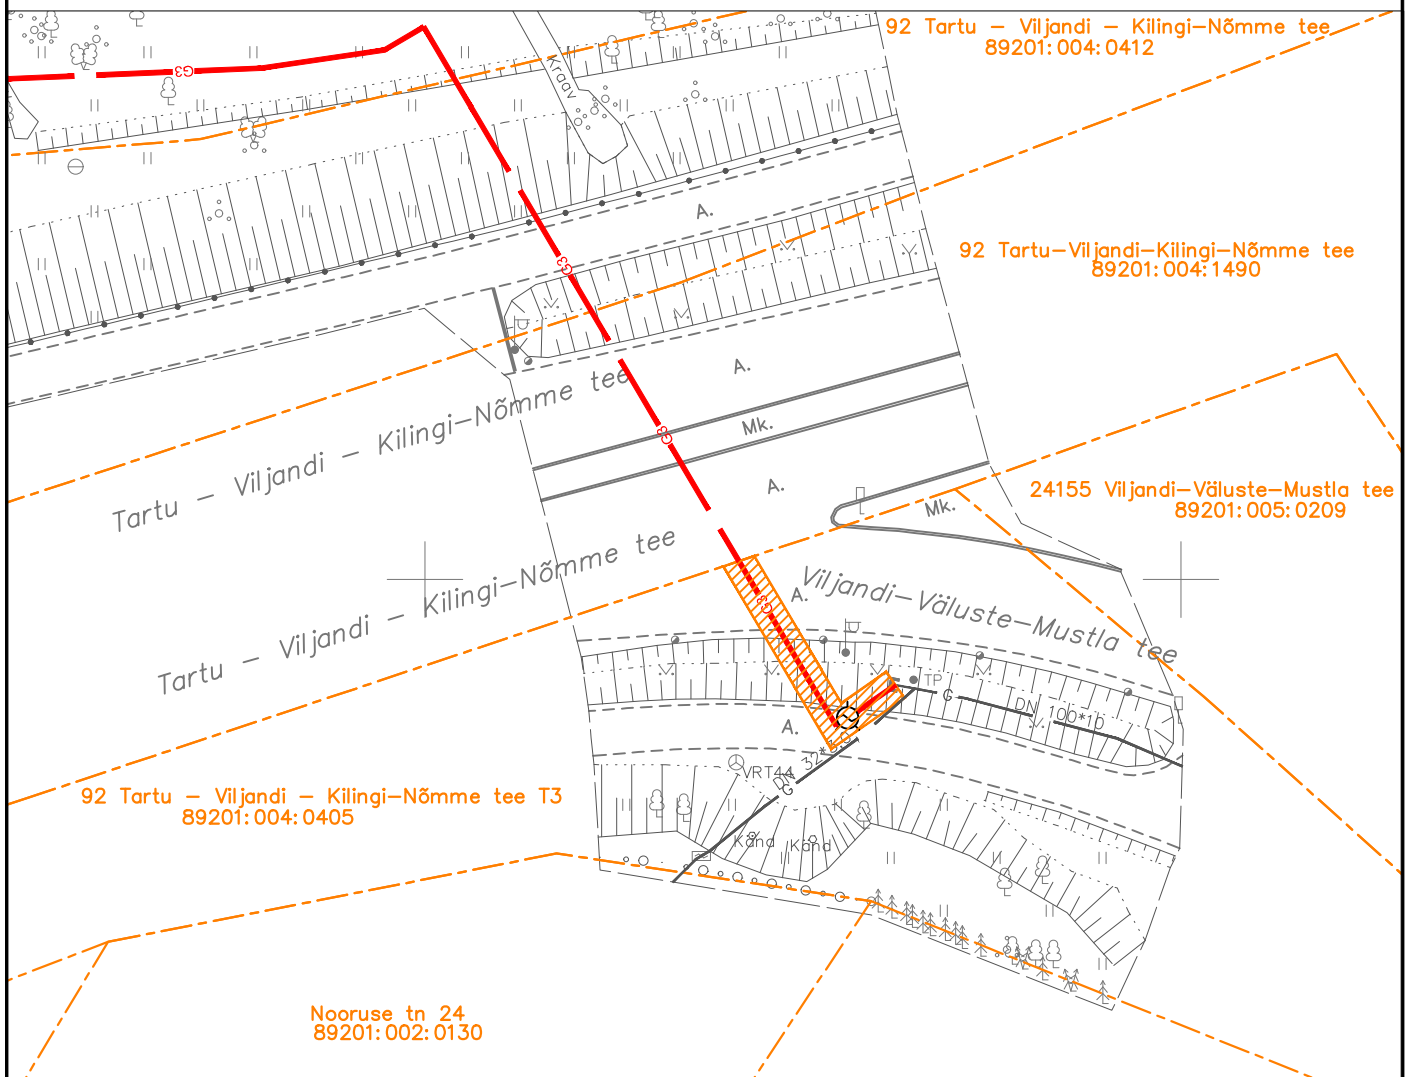 92 Tartu – Viljandi – Kilingi–Nõmme tee
89201:004:0412
G3
Kraav
A.
92 Tartu–Viljandi–Kilingi–Nõmme tee
89201:004:1490
G3
A.
Tartu – Viljandi – Kilingi–Nõmme tee
Mk.
G3
A.
24155 Viljandi–Väluste–Mustla tee
89201:005:0209
Mk.
Tartu – Viljandi – Kilingi–Nõmme tee
Viljandi–Väluste–Mustla tee
A.
G3
TP
G
DN 100*10
A.
DN 32*
VRT44
G
92 Tartu – Viljandi – Kilingi–Nõmme tee T3
89201:004:0405
Känd
Känd
Nooruse tn 24
89201:002:0130